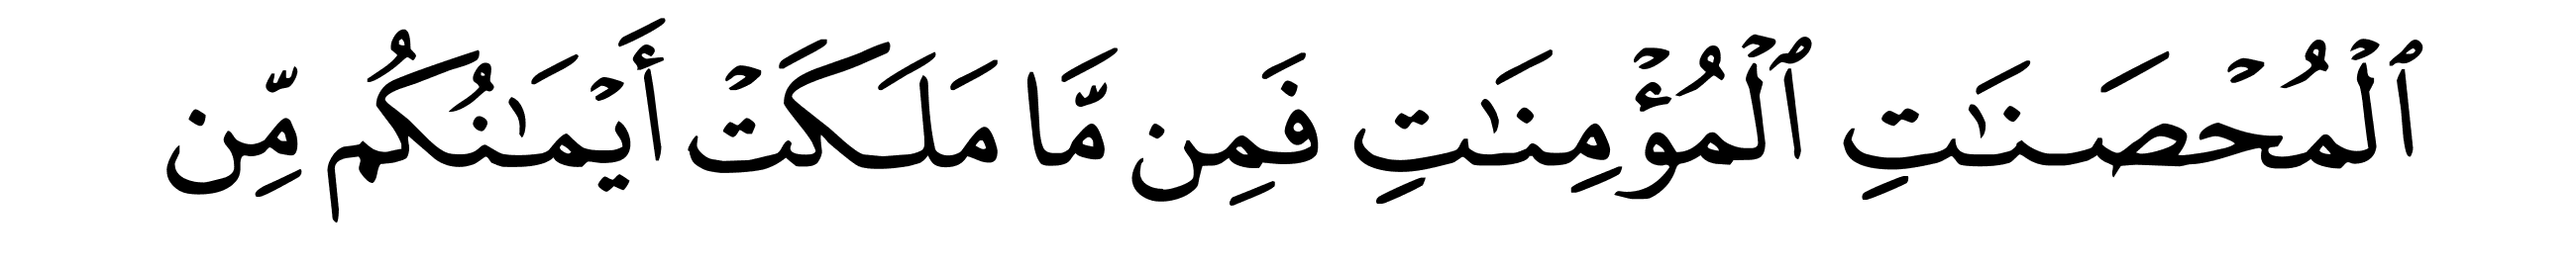 ٱلْمُحْصَنَٰتِ ٱلْمُؤْمِنَٰتِ فَمِن مَّا مَلَكَتْ أَيْمَٰنُكُم مِّن